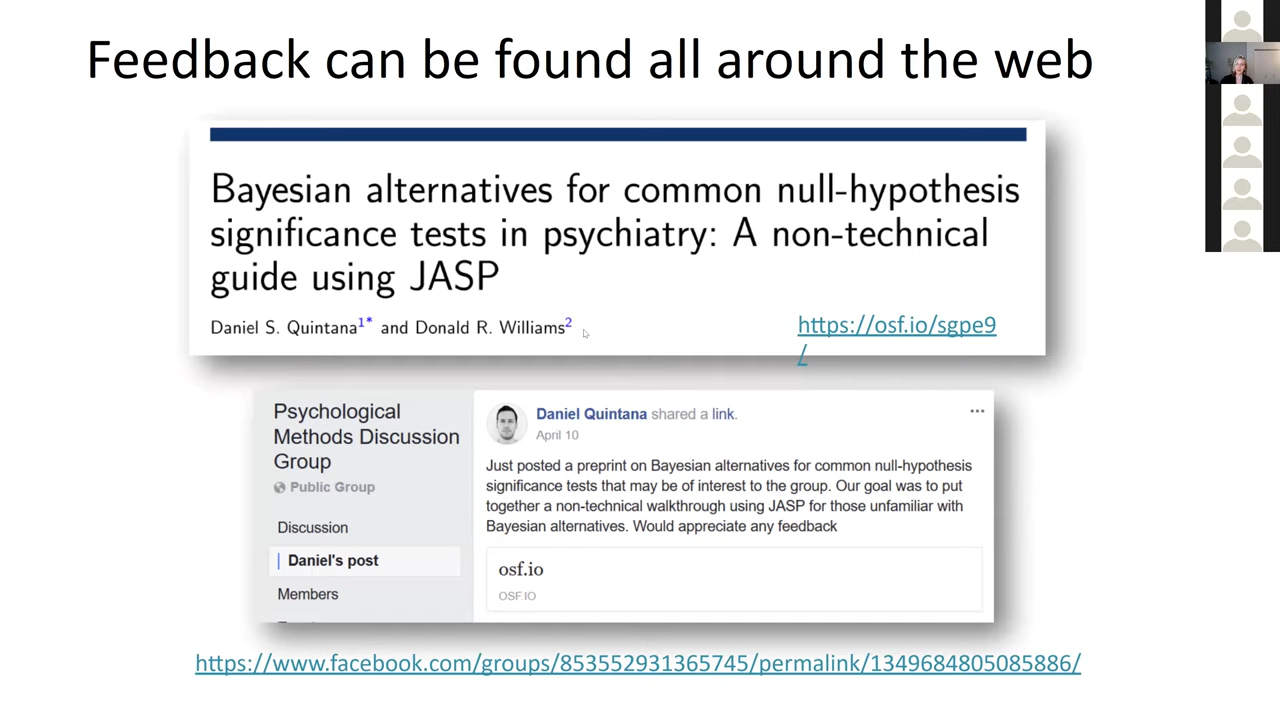 Feedback can be found all around the web
Bayesian alternatives for common null-hypothesis
significance tests in psychiatry: A non-technical
guide using JASP
Daniel S. Quintana1* and Donald R. Williams2
https://osf.io/sgpe9
/
Psychological
Methods Discussion
Group
Public Group
Discussion
Daniel's post
Members
Daniel Quintana shared a link.
April 10
Just posted a preprint on Bayesian alternatives for common null-hypothesis
significance tests that may be of interest to the group. Our goal was to put
together a non-technical walkthrough using JASP for those unfamiliar with
Bayesian alternatives. Would appreciate any feedback
osf.io
OSF.IO
https://www.facebook.com/groups/853552931365745/permalink/1349684805085886/